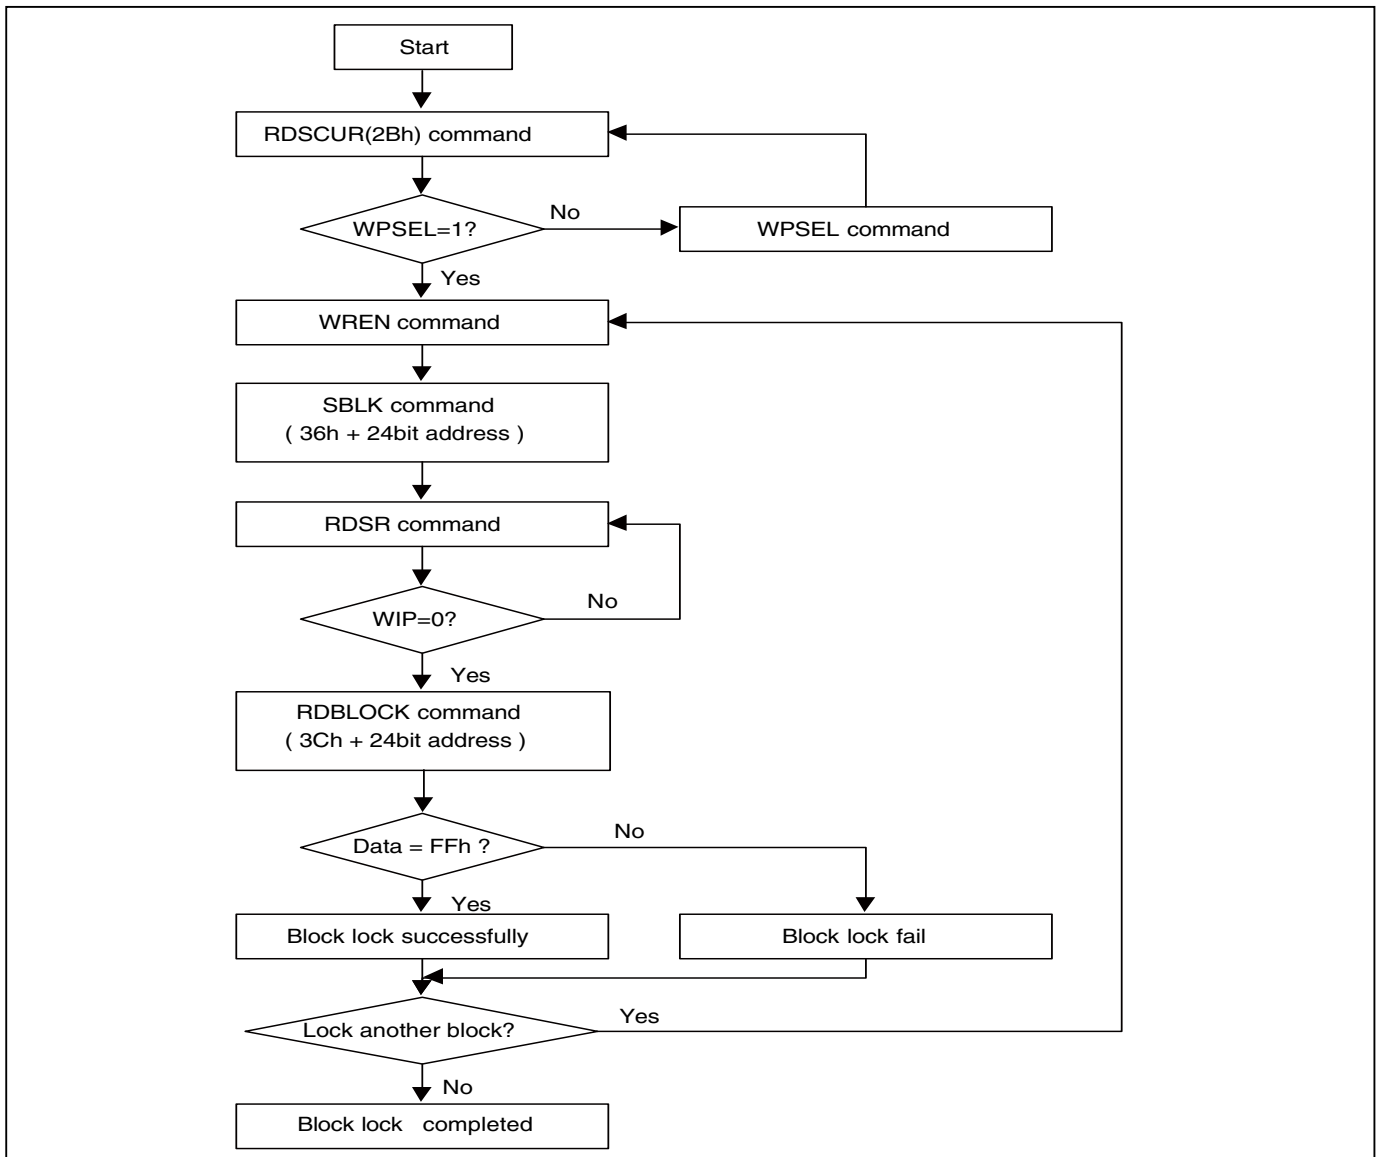 Start
RDSCUR(2Bh) command
WPSEL=1?
No
WPSEL command
Yes
WREN command
SBLK command
( 36h + 24bit address )
RDSR command
WIP=0?
No
Yes
RDBLOCK command
( 3Ch + 24bit address )
Data = FFh ?
No
Yes
Block lock successfully
Block lock fail
Lock another block?
Yes
No
Block lock completed